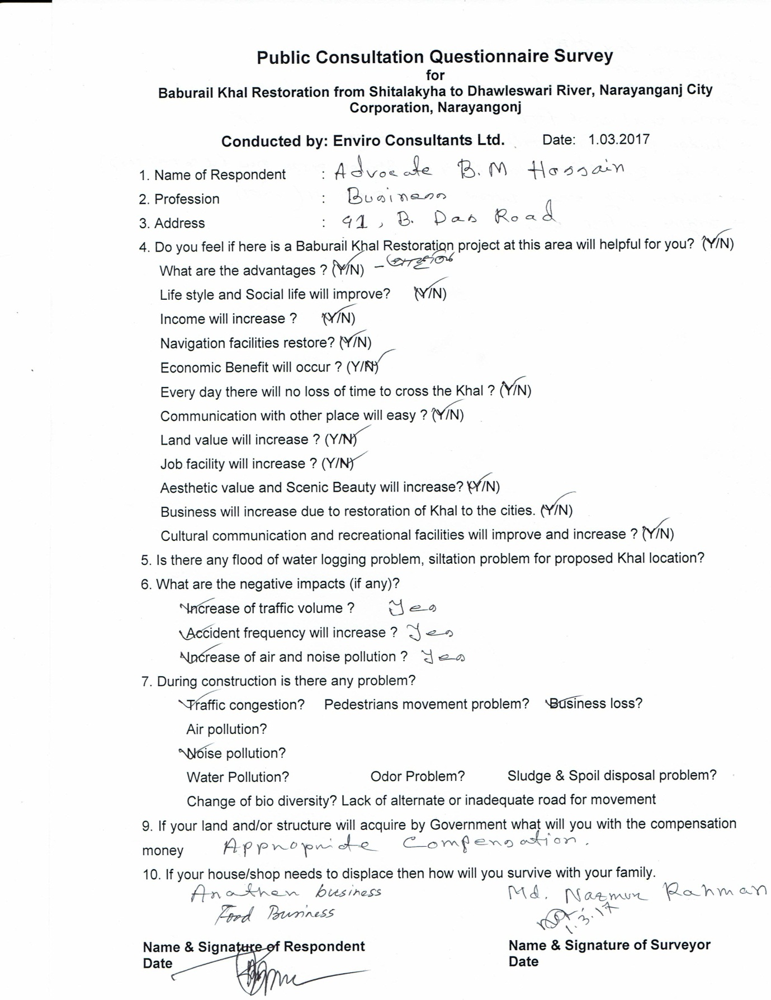 Public Consultation Questionnaire Survey
for
Baburail Khal Restoration from Shitalakyha to Dhawleswari River, Narayanganj City
Corporation, Narayangonj
Conducted by: Enviro Consultants Ltd. Date: 1.03.2017
1. Name of Respondent : Advocate B.M Hossain
2. Profession : Business
3. Address : 91, B. Das Road
4. Do you feel if here is a Baburail Khal Restoration project at this area will helpful for you? (Y/N)
What are the advantages ? (Y/N) –
Life style and Social life will improve? (Y/N)
Income will increase ? (Y/N)
Navigation facilities restore? (Y/N)
Economic Benefit will occur ? (Y/N)
Every day there will no loss of time to cross the Khal ? (Y/N)
Communication with other place will easy ? (Y/N)
Land value will increase ? (Y/N)
Job facility will increase ? (Y/N)
Aesthetic value and Scenic Beauty will increase? (Y/N)
Business will increase due to restoration of Khal to the cities. (Y/N)
Cultural communication and recreational facilities will improve and increase ? (Y/N)
5. Is there any flood of water logging problem, siltation problem for proposed Khal location?
6. What are the negative impacts (if any)?
Increase of traffic volume ? Yes
Accident frequency will increase ? Yes
Increase of air and noise pollution ? Yes
7. During construction is there any problem?
Traffic congestion? Pedestrians movement problem? Business loss?
Air pollution?
Noise pollution?
Water Pollution? Odor Problem? Sludge & Spoil disposal problem?
Change of bio diversity? Lack of alternate or inadequate road for movement
9. If your land and/or structure will acquire by Government what will you with the compensation
money Appropriate Compensation.
10. If your house/shop needs to displace then how will you survive with your family.
Anather business Md. Nazmur Rahman
Food Business 1.3.17
Name & Signature of Respondent Name & Signature of Surveyor
Date Date